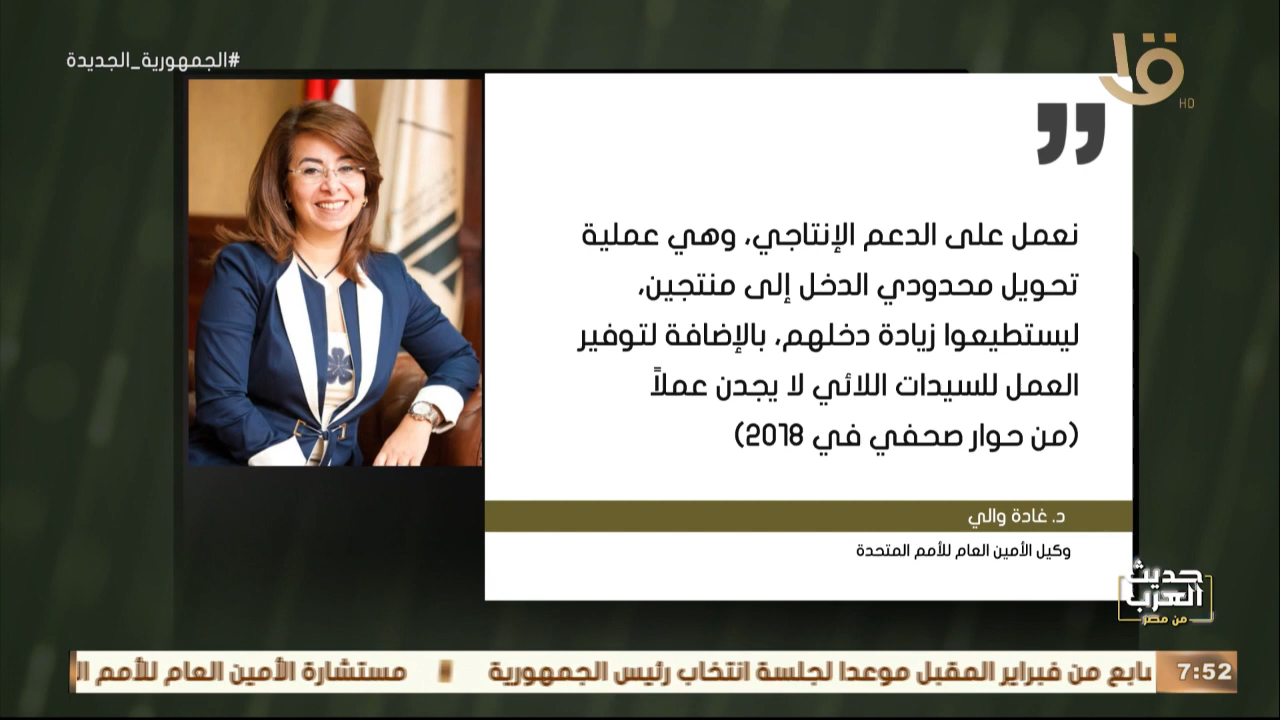 #الجمهورية_الجديدة
HD
نعمل على الدعم الإنتاجي، وهي عملية
تحويل محدودي الدخل إلى منتجين،
ليستطيعوا زيادة دخلهم، بالإضافة لتوفير
العمل للسيدات اللائي لا يجدن عملاً
(من حوار صحفي في 2018)
د. غادة والي
وكيل الأمين العام للأمم المتحدة
حديث
العرب
من مصر
7:52 من فبراير المقبل موعدا لجلسة انتخاب رئيس الجمهورية مستشارة الأمين العام للأمم